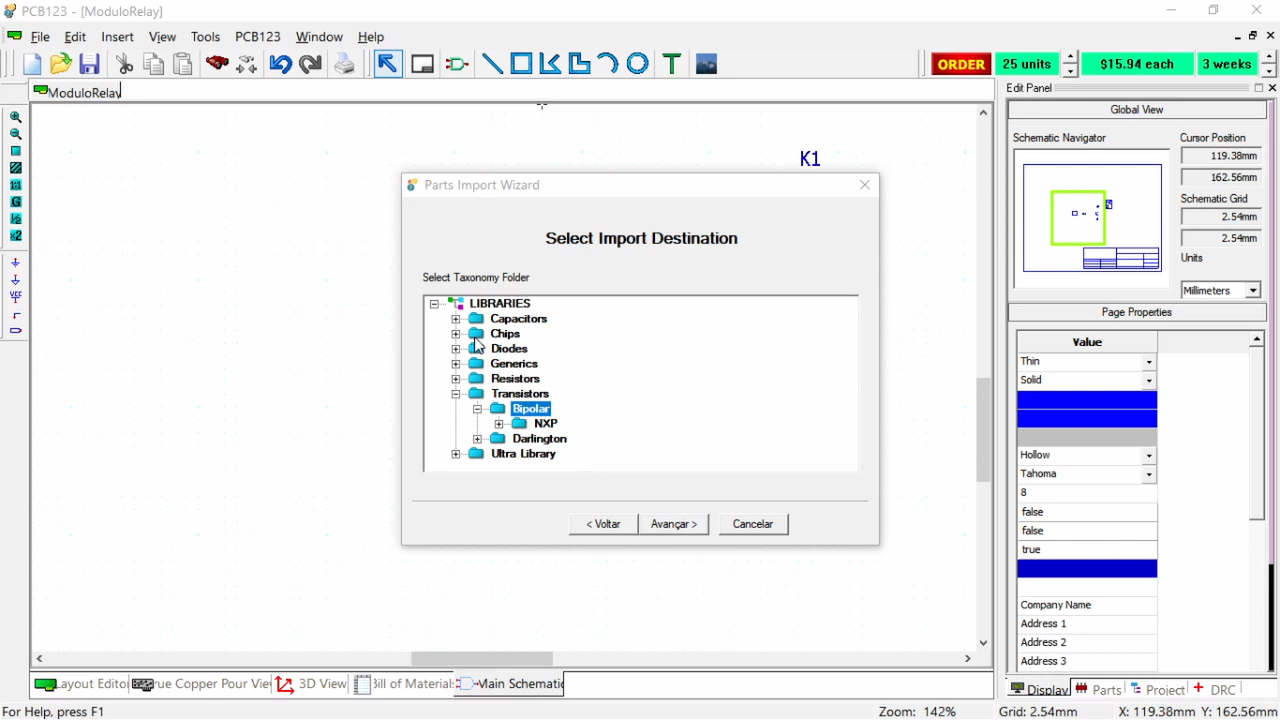 PCB123 - [ModuloRelay]
File Edit Insert View Tools PCB123 Window Help
ORDER 25 units $15.94 each 3 weeks
ModuloRelay
Edit Panel
Global View
Schematic Navigator
Cursor Position
119.38mm
162.56mm
Schematic Grid
2.54mm
2.54mm
Units
Millimeters
Page Properties
Value
Thin
Solid
Hollow
Tahoma
8
false
false
true
Company Name
Address 1
Address 2
Address 3
K1
Parts Import Wizard
Select Import Destination
Select Taxonomy Folder
LIBRARIES
Capacitors
Chips
Diodes
Generics
Resistors
Transistors
Bipolar
NXP
Darlington
Ultra Library
< Voltar Avançar > Cancelar
Layout Editor rue Copper Pour Vie 3D View Bill of Material: Main Schematic
Display Parts Project DRC
For Help, press F1 Zoom: 142% Grid: 2.54mm X: 119.38mm Y: 162.56mm